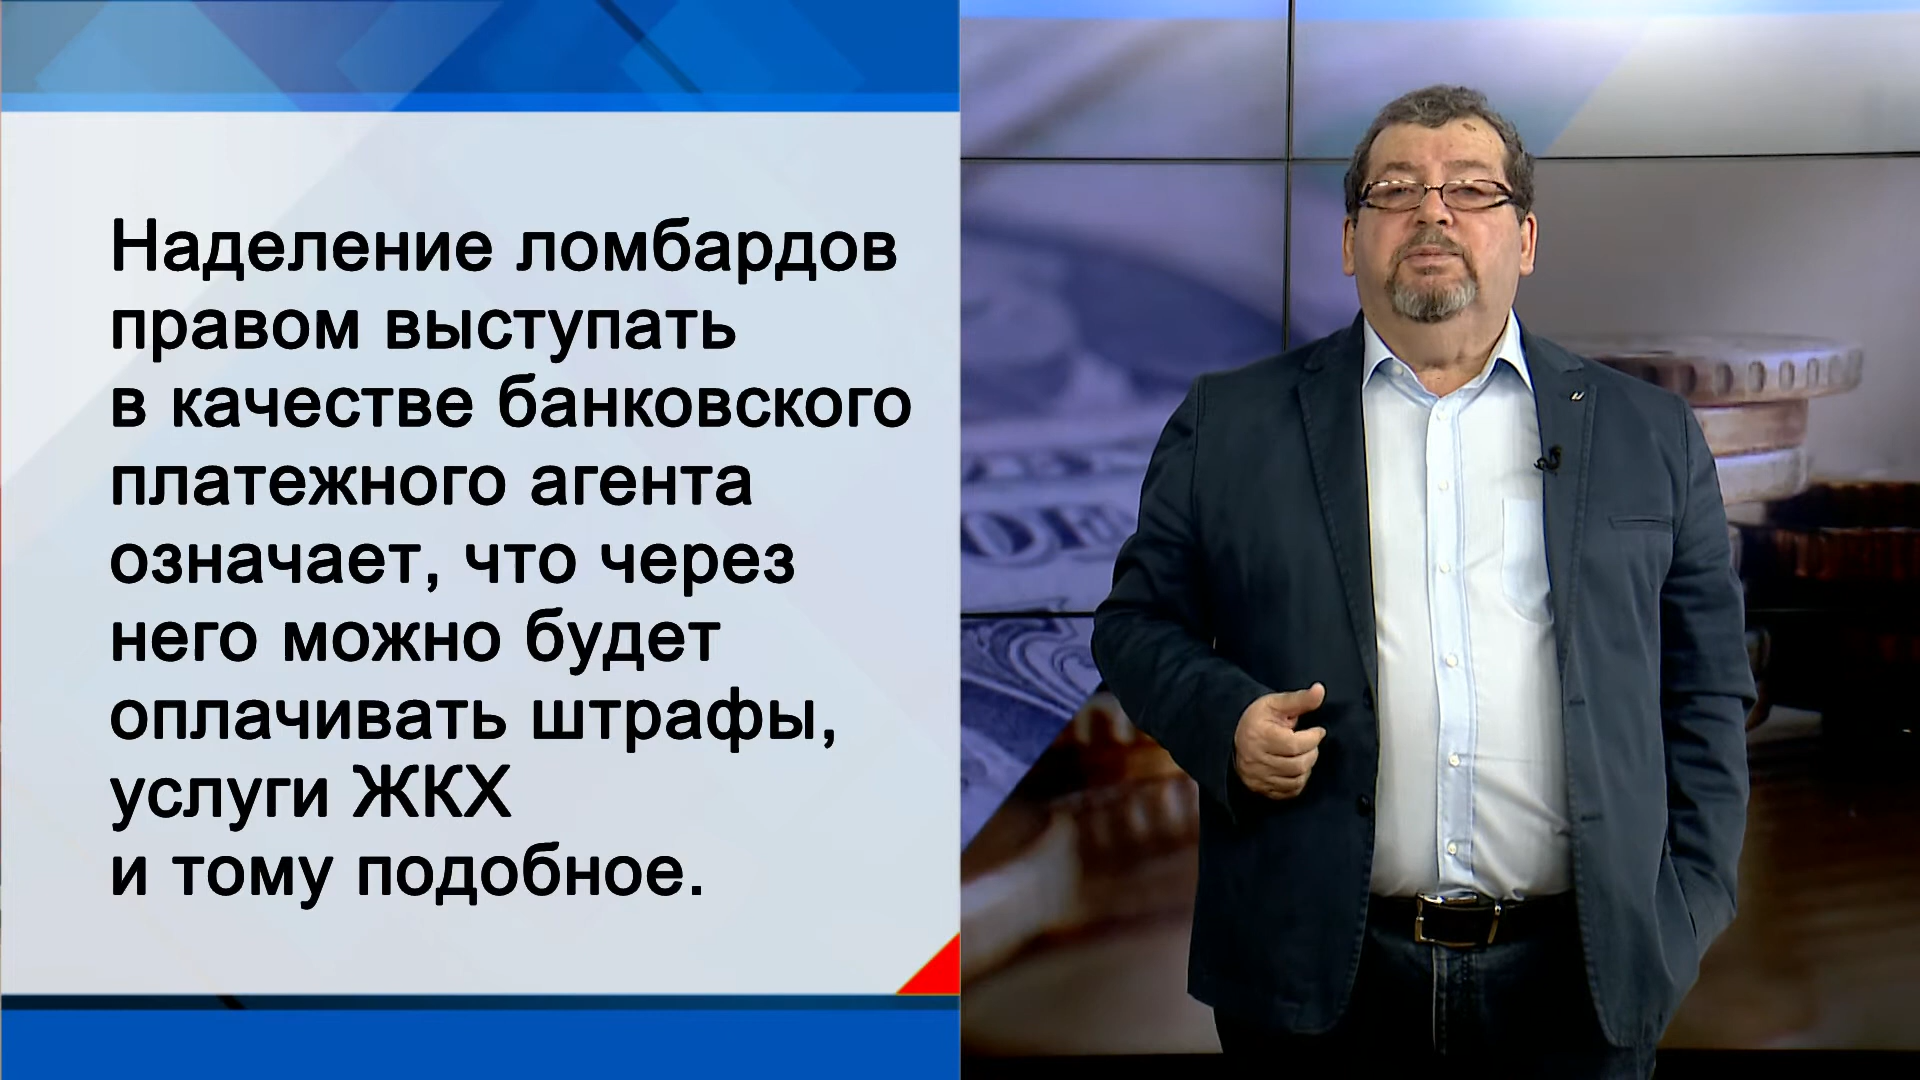 Наделение ломбардов
правом выступать
в качестве банковского
платежного агента
означает, что через
него можно будет
оплачивать штрафы,
услуги ЖКХ
и тому подобное.